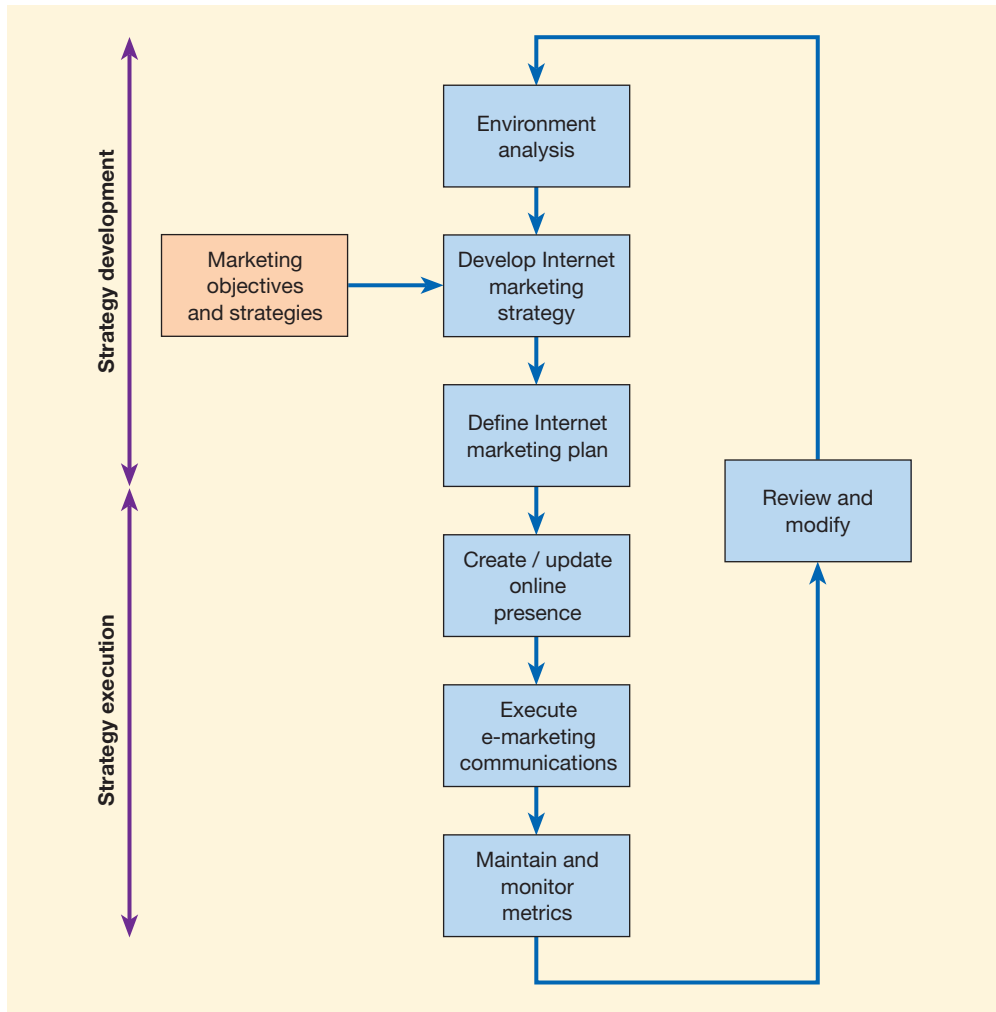 Environment
analysis
Strategy development
Marketing
objectives
and strategies
Develop Internet
marketing
strategy
Define Internet
marketing plan
Review and
modify
Strategy execution
Create / update
online
presence
Execute
e-marketing
communications
Maintain and
monitor
metrics